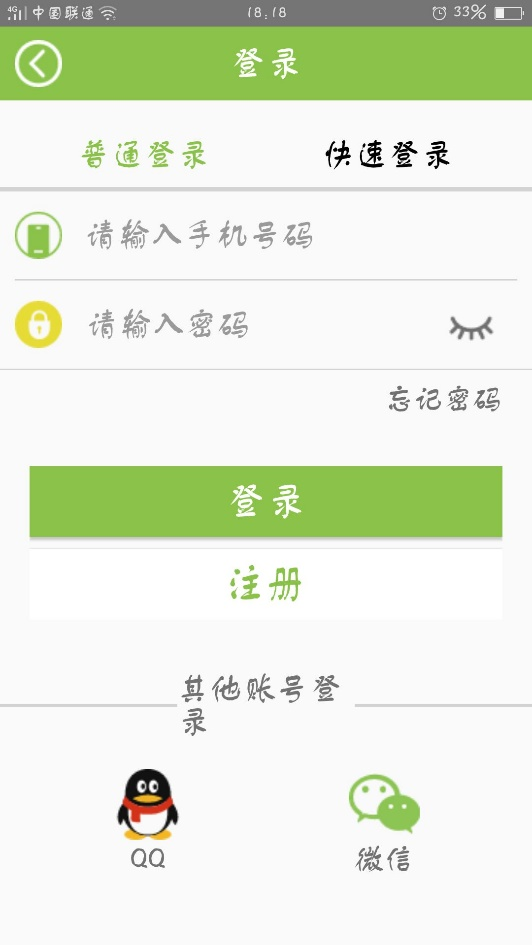 4G 中国联通 18:18 33%
登录
普通登录 快速登录
请输入手机号码
请输入密码
忘记密码
登录
注册
其他账号登
录
QQ 微信